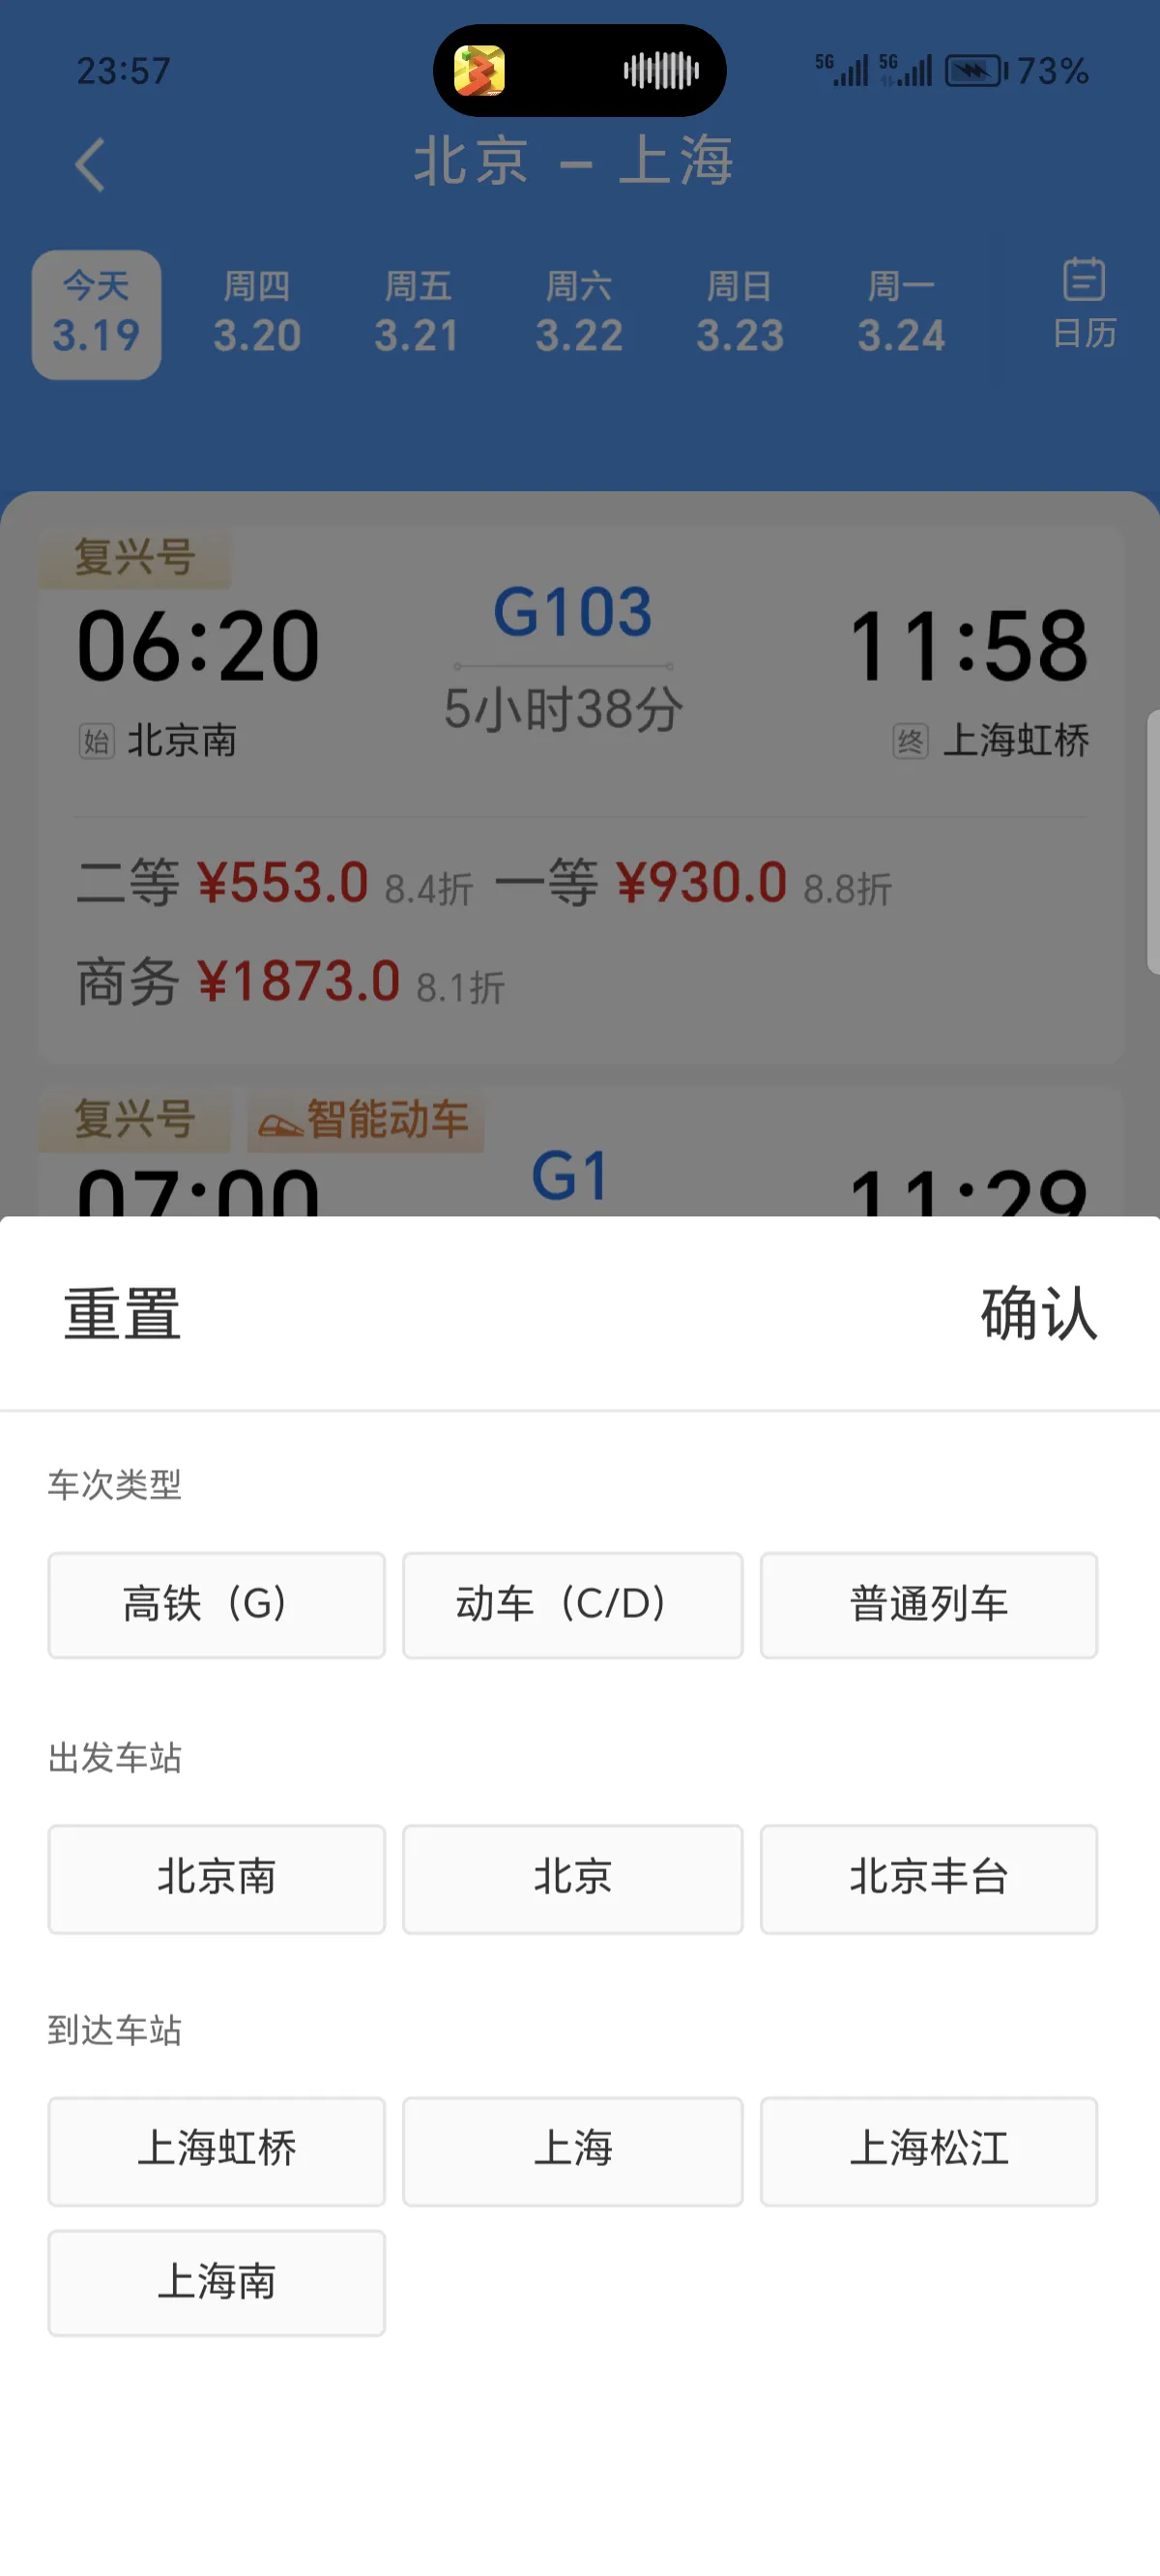 23:57 5G 5G 73%
北京 – 上海
今天 周四 周五 周六 周日 周一
3.19 3.20 3.21 3.22 3.23 3.24 日历
复兴号
06:20 G103 11:58
5小时38分
始 北京南 终 上海虹桥
二等 ¥553.0 8.4折 一等 ¥930.0 8.8折
商务 ¥1873.0 8.1折
复兴号 智能动车
07:00 G1 11:29
重置 确认
车次类型
高铁（G） 动车（C/D） 普通列车
出发车站
北京南 北京 北京丰台
到达车站
上海虹桥 上海 上海松江
上海南